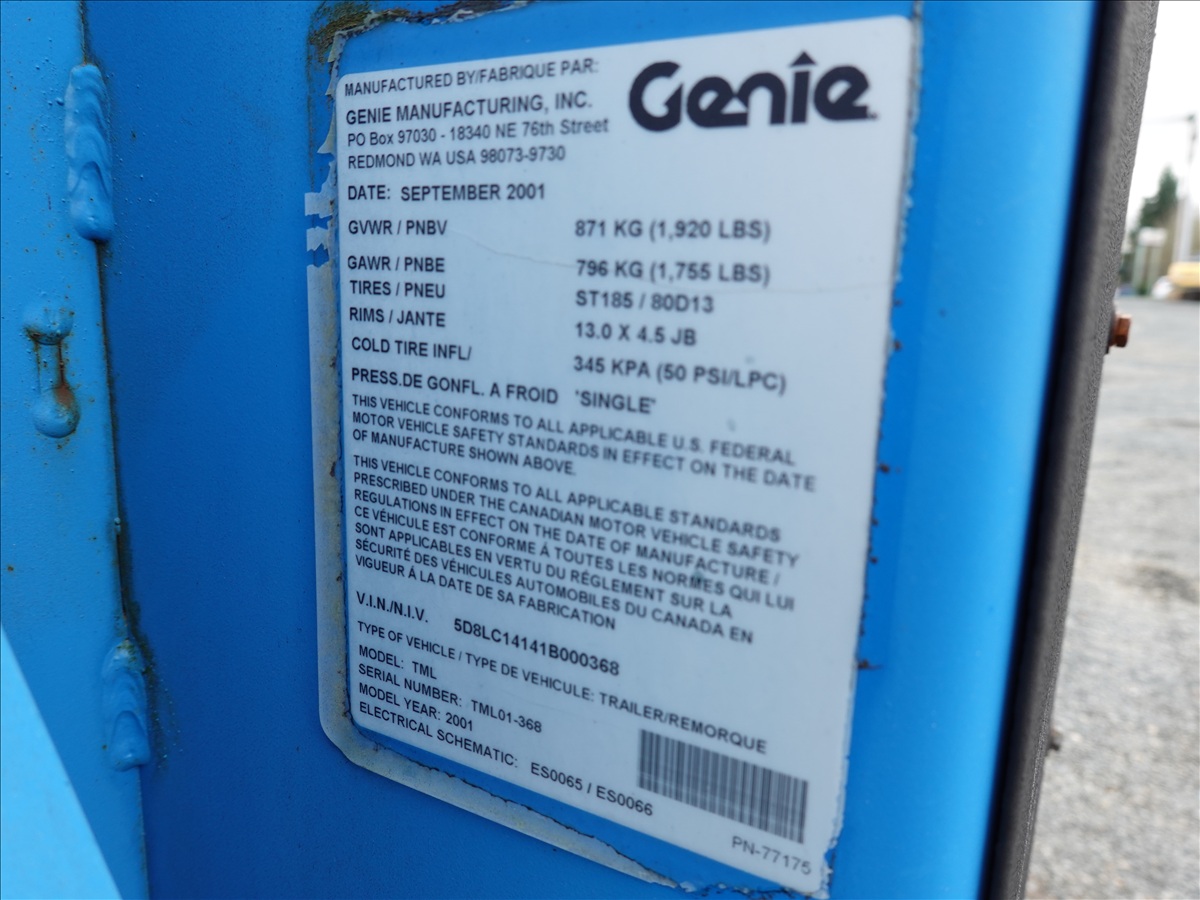 MANUFACTURED BY/FABRIQUE PAR:
Genie
GENIE MANUFACTURING, INC.
PO Box 97030 - 18340 NE 76th Street
REDMOND WA USA 98073-9730
DATE: SEPTEMBER 2001
GVWR / PNBV 871 KG (1,920 LBS)
GAWR / PNBE 796 KG (1,755 LBS)
TIRES / PNEU ST185 / 80D13
RIMS / JANTE 13.0 X 4.5 JB
COLD TIRE INFL/ 345 KPA (50 PSI/LPC)
PRESS.DE GONFL. A FROID "SINGLE"
THIS VEHICLE CONFORMS TO ALL APPLICABLE U.S. FEDERAL
MOTOR VEHICLE SAFETY STANDARDS IN EFFECT ON THE DATE
OF MANUFACTURE SHOWN ABOVE.
THIS VEHICLE CONFORMS TO ALL APPLICABLE STANDARDS
PRESCRIBED UNDER THE CANADIAN MOTOR VEHICLE SAFETY
REGULATIONS IN EFFECT ON THE DATE OF MANUFACTURE /
CE VÉHICULE EST CONFORME À TOUTES LES NORMES QUI LUI
SONT APPLICABLES EN VERTU DU RÉGLEMENT SUR LA
SÉCURITÉ DES VÉHICULES AUTOMOBILES DU CANADA EN
VIGUEUR Á LA DATE DE SA FABRICATION
V.I.N./N.I.V. 5D8LC14141B000368
TYPE OF VEHICLE / TYPE DE VEHICULE: TRAILER/REMORQUE
MODEL: TML
SERIAL NUMBER: TML01-368
MODEL YEAR: 2001
ELECTRICAL SCHEMATIC: ES0065 / ES0066
PN-77175